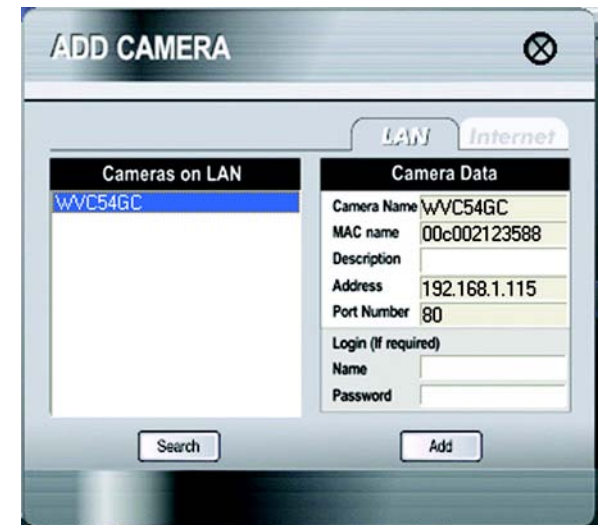 ADD CAMERA
LAN Internet
Cameras on LAN
WVC54GC
Camera Data
Camera Name WVC54GC
MAC name 00c002123588
Description
Address 192.168.1.115
Port Number 80
Login (If required)
Name
Password
Search
Add